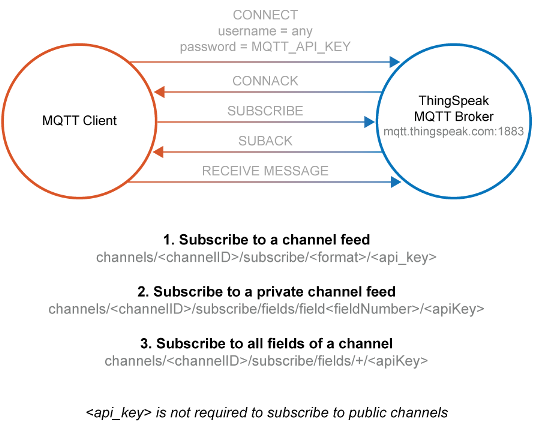 CONNECT
username = any
password = MQTT_API_KEY
CONNACK
MQTT Client
SUBSCRIBE
ThingSpeak
MQTT Broker
mqtt.thingspeak.com:1883
SUBACK
RECEIVE MESSAGE
1. Subscribe to a channel feed
channels/<channelID>/subscribe/<format>/<api_key>
2. Subscribe to a private channel feed
channels/<channelID>/subscribe/fields/field<fieldNumber>/<apiKey>
3. Subscribe to all fields of a channel
channels/<channelID>/subscribe/fields/+/<apiKey>
<api_key> is not required to subscribe to public channels